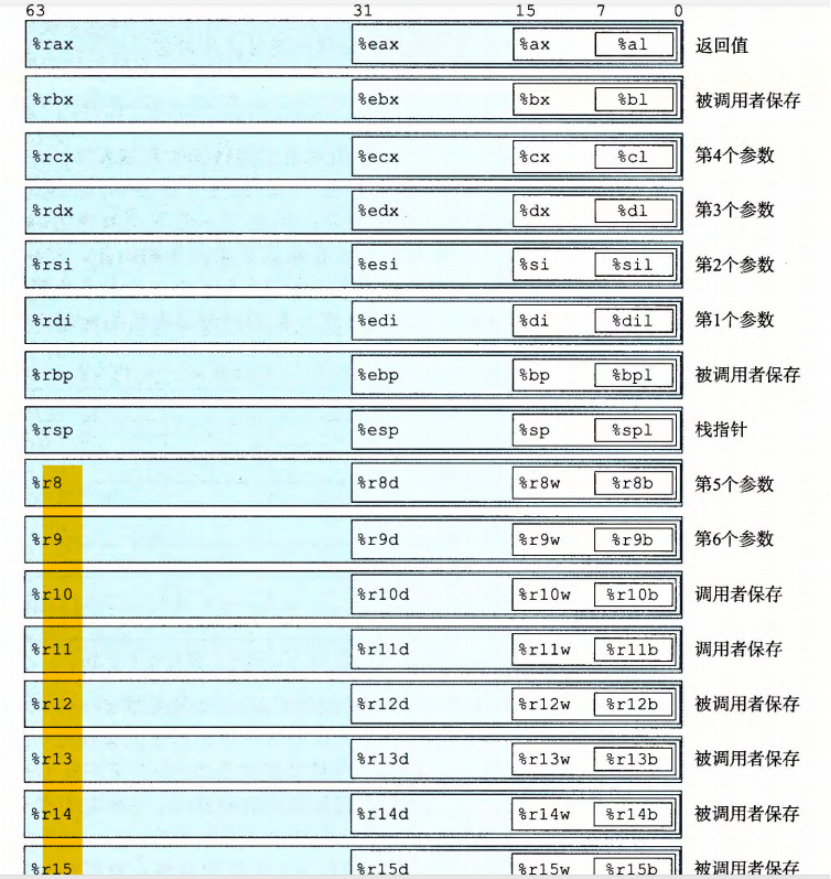 63 31 15 7 0
%rax %eax %ax %al 返回值
%rbx %ebx %bx %bl 被调用者保存
%rcx %ecx %cx %cl 第4个参数
%rdx %edx %dx %dl 第3个参数
%rsi %esi %si %sil 第2个参数
%rdi %edi %di %dil 第1个参数
%rbp %ebp %bp %bpl 被调用者保存
%rsp %esp %sp %spl 栈指针
%r8 %r8d %r8w %r8b 第5个参数
%r9 %r9d %r9w %r9b 第6个参数
%r10 %r10d %r10w %r10b 调用者保存
%r11 %r11d %r11w %r11b 调用者保存
%r12 %r12d %r12w %r12b 被调用者保存
%r13 %r13d %r13w %r13b 被调用者保存
%r14 %r14d %r14w %r14b 被调用者保存
%r15 %r15d %r15w %r15b 被调用者保存